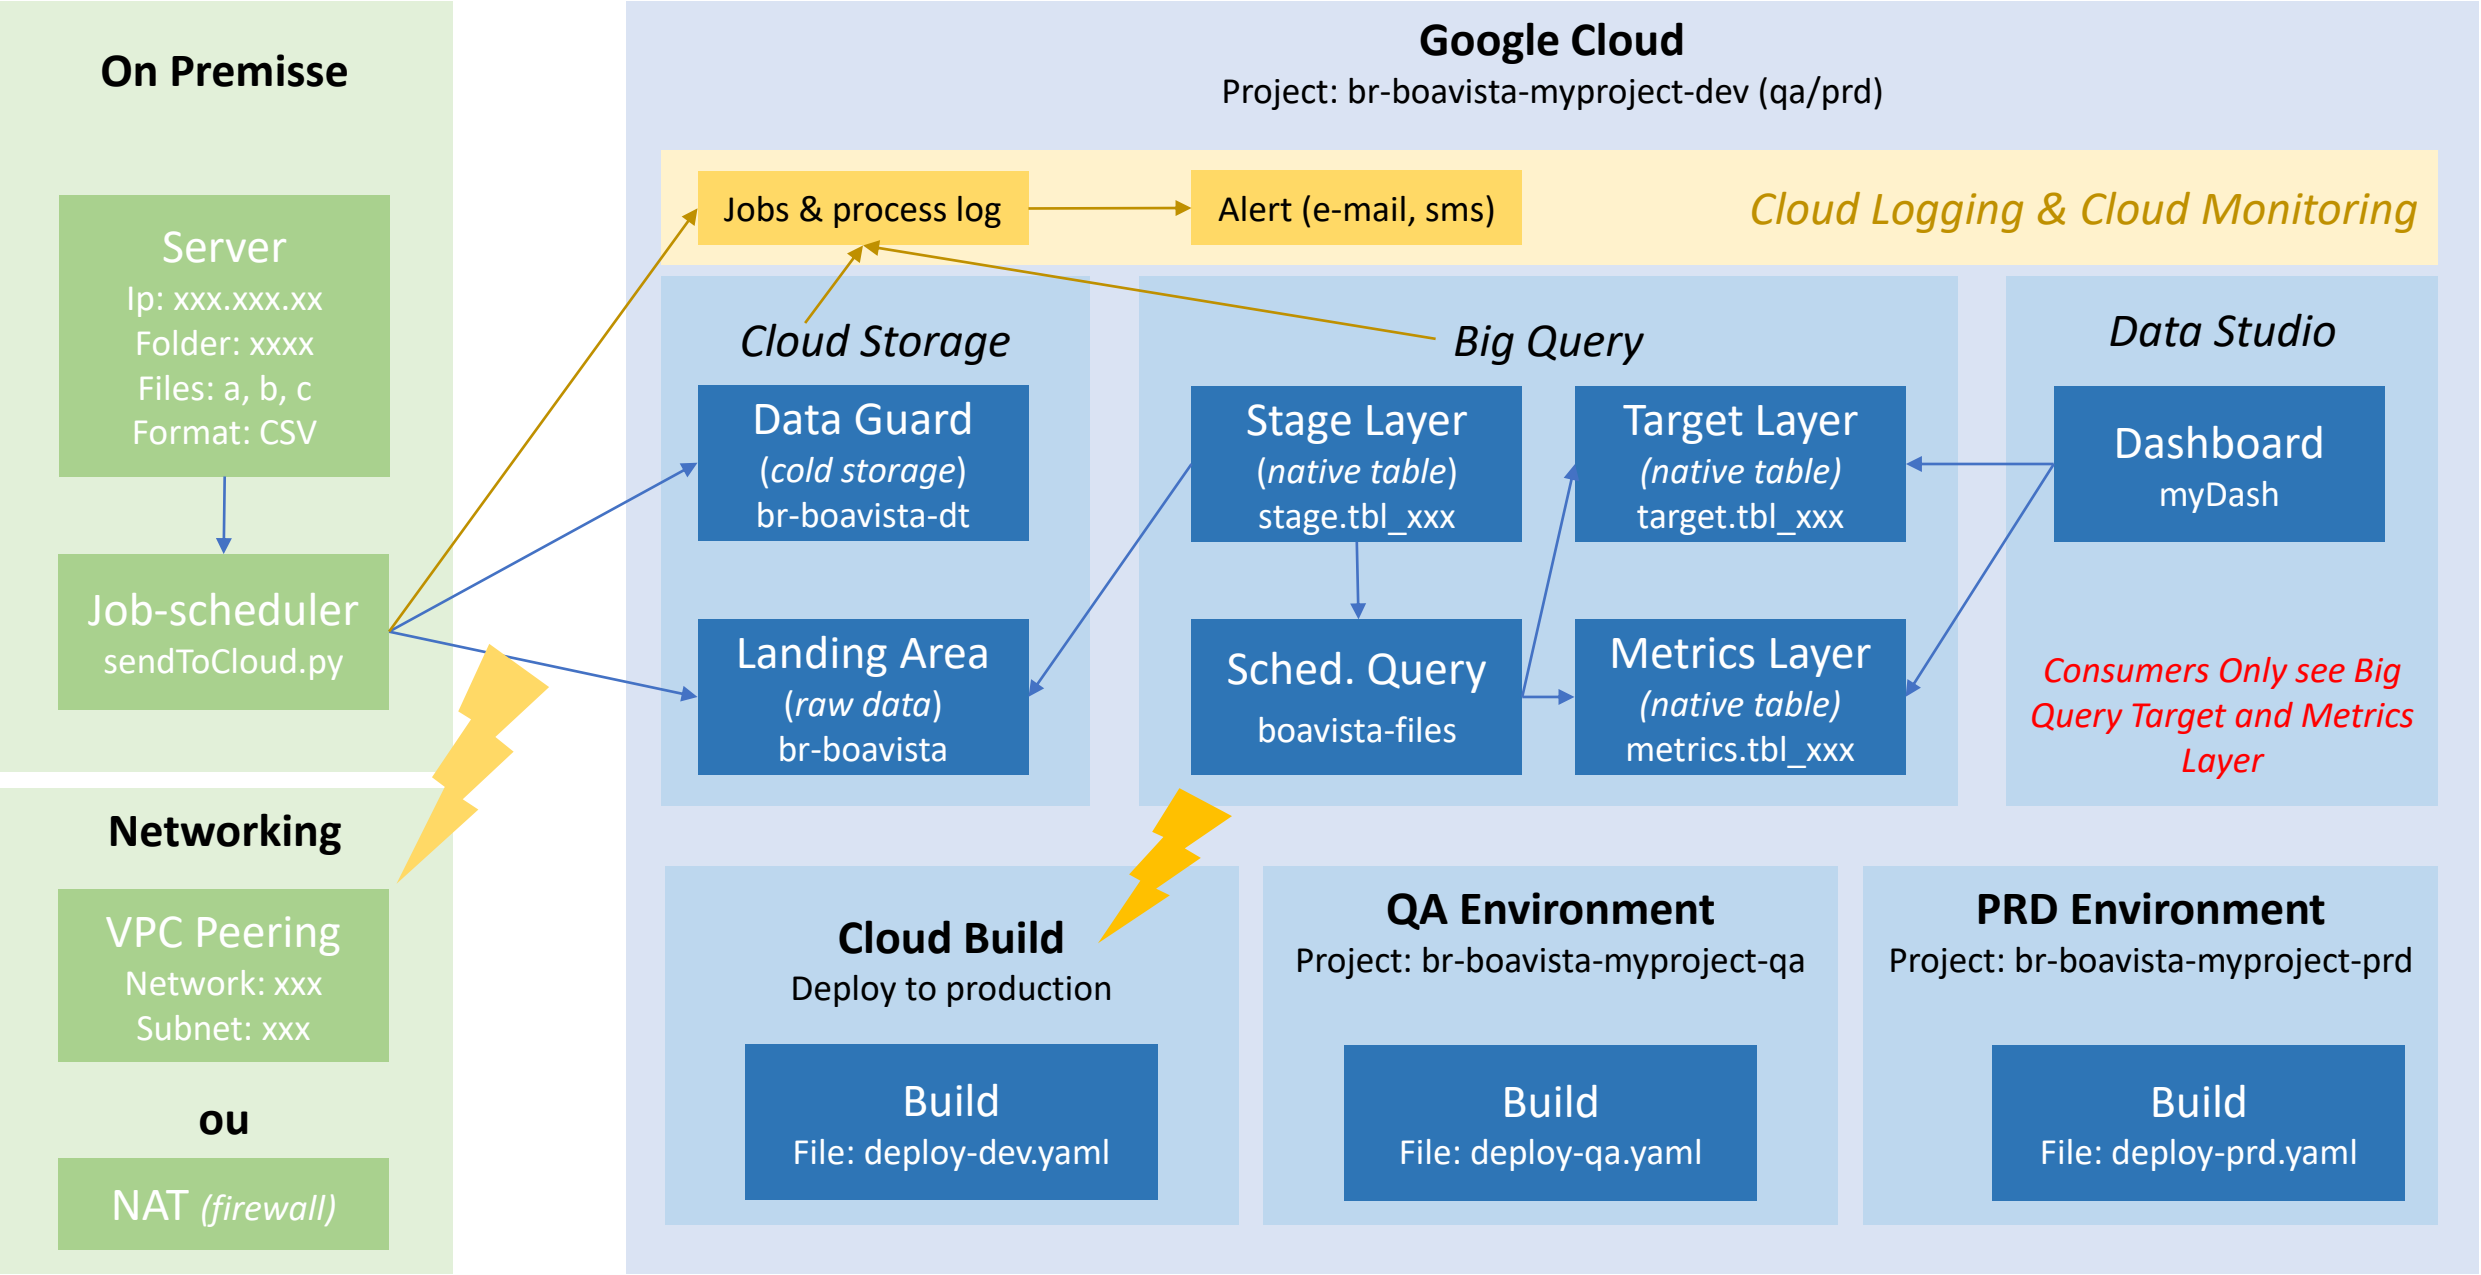 On Premisse
Server
Ip: xxx.xxx.xx
Folder: xxxx
Files: a, b, c
Format: CSV
Job-scheduler
sendToCloud.py
Networking
VPC Peering
Network: xxx
Subnet: xxx
ou
NAT (firewall)
Google Cloud
Project: br-boavista-myproject-dev (qa/prd)
Jobs & process log
Alert (e-mail, sms)
Cloud Logging & Cloud Monitoring
Cloud Storage
Data Guard
(cold storage)
br-boavista-dt
Landing Area
(raw data)
br-boavista
Big Query
Stage Layer
(native table)
stage.tbl_xxx
Sched. Query
boavista-files
Target Layer
(native table)
target.tbl_xxx
Metrics Layer
(native table)
metrics.tbl_xxx
Data Studio
Dashboard
myDash
Consumers Only see Big
Query Target and Metrics
Layer
Cloud Build
Deploy to production
Build
File: deploy-dev.yaml
QA Environment
Project: br-boavista-myproject-qa
Build
File: deploy-qa.yaml
PRD Environment
Project: br-boavista-myproject-prd
Build
File: deploy-prd.yaml